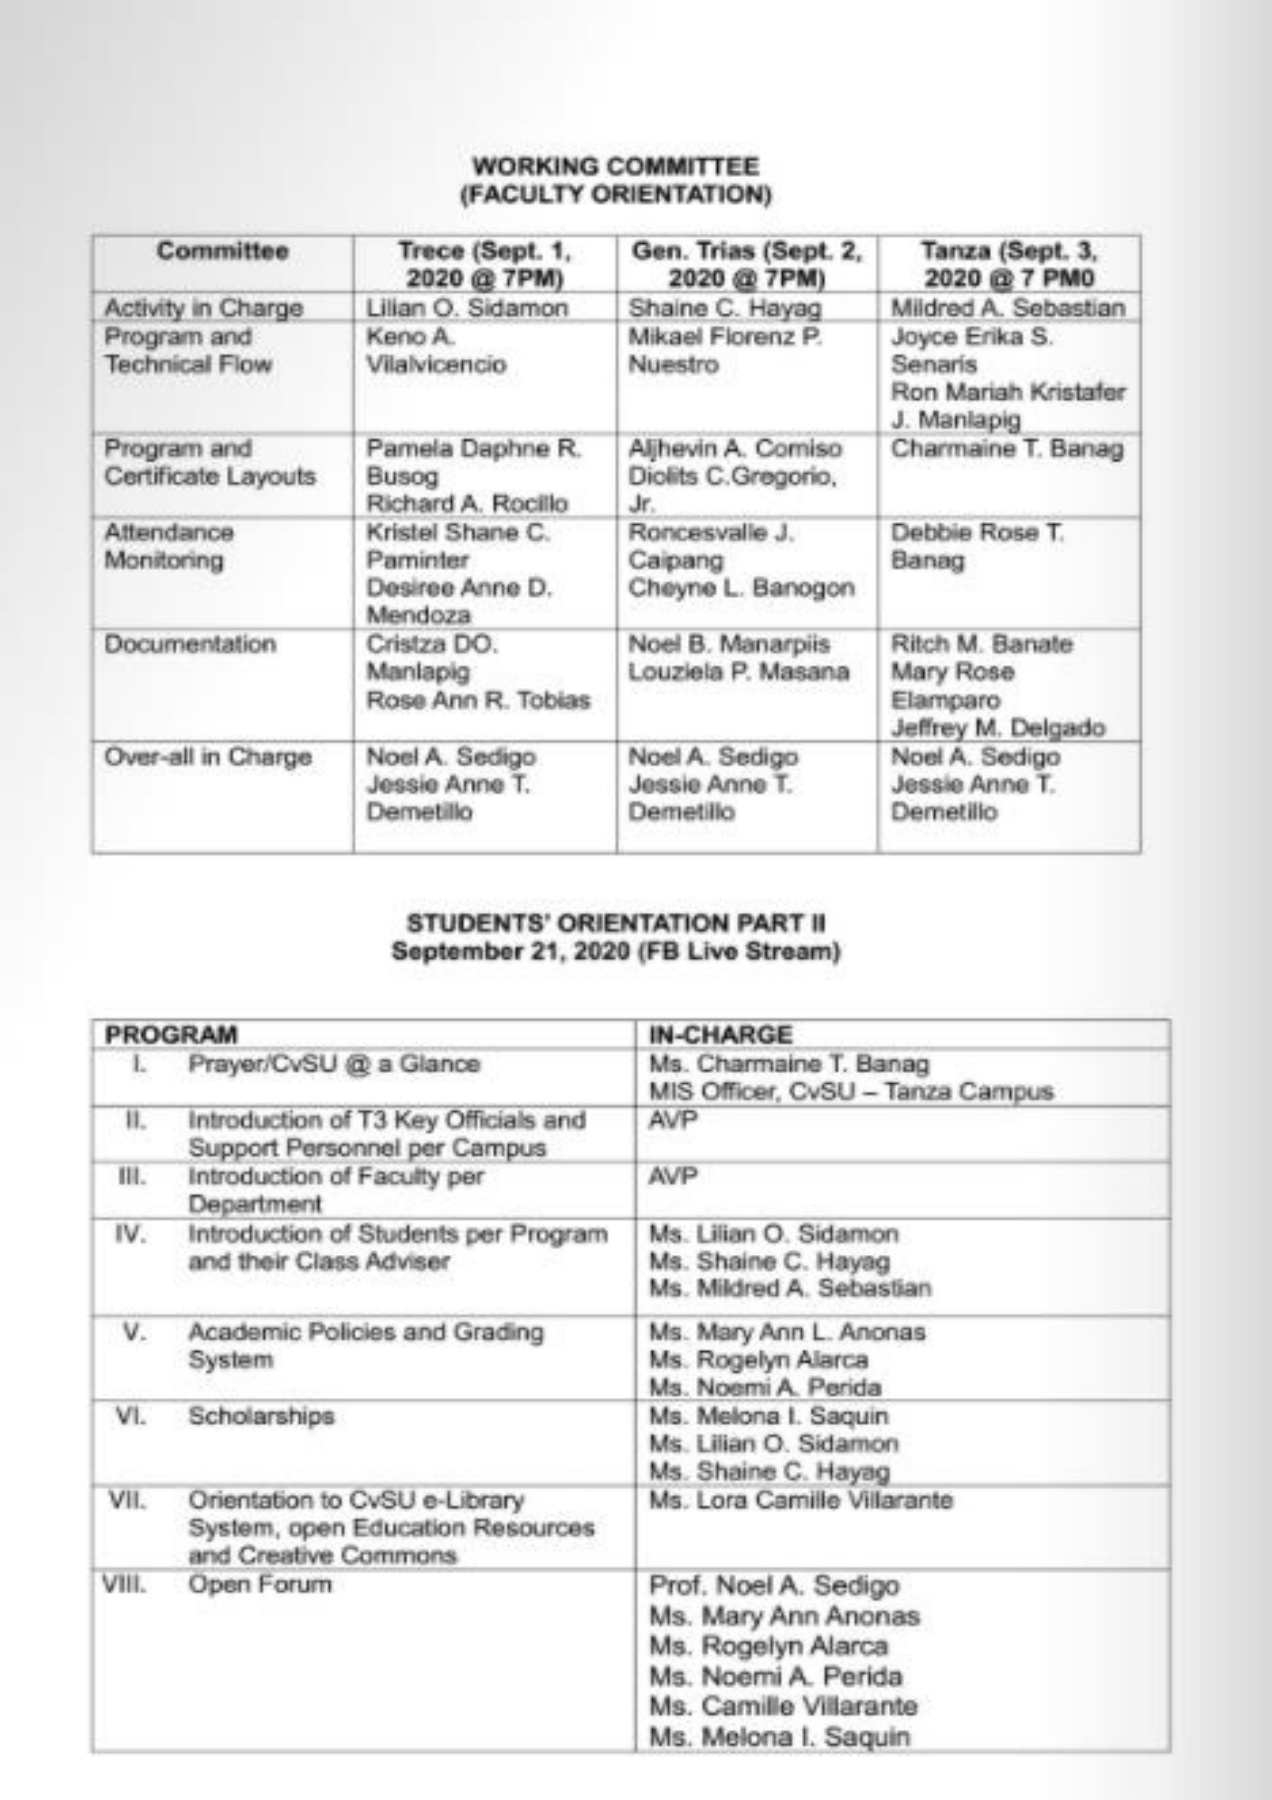 WORKING COMMITTEE
(FACULTY ORIENTATION)
Committee
Trece (Sept. 1,
2020 @ 7PM)
Gen. Trias (Sept. 2,
2020 @ 7PM)
Tanza (Sept. 3,
2020 @ 7 PM0
Activity in Charge
Lilian O. Sidamon
Shaine C. Hayag
Mildred A. Sebastian
Program and
Technical Flow
Keno A.
Vilalvicencio
Mikael Florenz P.
Nuestro
Joyce Erika S.
Senaris
Ron Mariah Kristafer
J. Manlapig
Program and
Certificate Layouts
Pamela Daphne R.
Busog
Richard A. Rocillo
Aljhevin A. Comiso
Diolits C.Gregorio,
Jr.
Charmaine T. Banag
Attendance
Monitoring
Kristel Shane C.
Paminter
Desiree Anne D.
Mendoza
Roncesvalle J.
Caipang
Cheyne L. Banogon
Debbie Rose T.
Banag
Documentation
Cristza DO.
Manlapig
Rose Ann R. Tobias
Noel B. Manarpiis
Louziela P. Masana
Ritch M. Banate
Mary Rose
Elamparo
Jeffrey M. Delgado
Over-all in Charge
Noel A. Sedigo
Jessie Anne T.
Demetillo
Noel A. Sedigo
Jessie Anne T.
Demetillo
Noel A. Sedigo
Jessie Anne T.
Demetillo
STUDENTS' ORIENTATION PART II
September 21, 2020 (FB Live Stream)
PROGRAM
IN-CHARGE
I. Prayer/CvSU @ a Glance
Ms. Charmaine T. Banag
MIS Officer, CvSU – Tanza Campus
II. Introduction of T3 Key Officials and
Support Personnel per Campus
AVP
III. Introduction of Faculty per
Department
AVP
IV. Introduction of Students per Program
and their Class Adviser
Ms. Lilian O. Sidamon
Ms. Shaine C. Hayag
Ms. Mildred A. Sebastian
V. Academic Policies and Grading
System
Ms. Mary Ann L. Anonas
Ms. Rogelyn Alarca
Ms. Noemi A. Perida
VI. Scholarships
Ms. Melona I. Saquin
Ms. Lilian O. Sidamon
Ms. Shaine C. Hayag
VII. Orientation to CvSU e-Library
System, open Education Resources
and Creative Commons
Ms. Lora Camille Villarante
VIII. Open Forum
Prof. Noel A. Sedigo
Ms. Mary Ann Anonas
Ms. Rogelyn Alarca
Ms. Noemi A. Perida
Ms. Camille Villarante
Ms. Melona I. Saquin